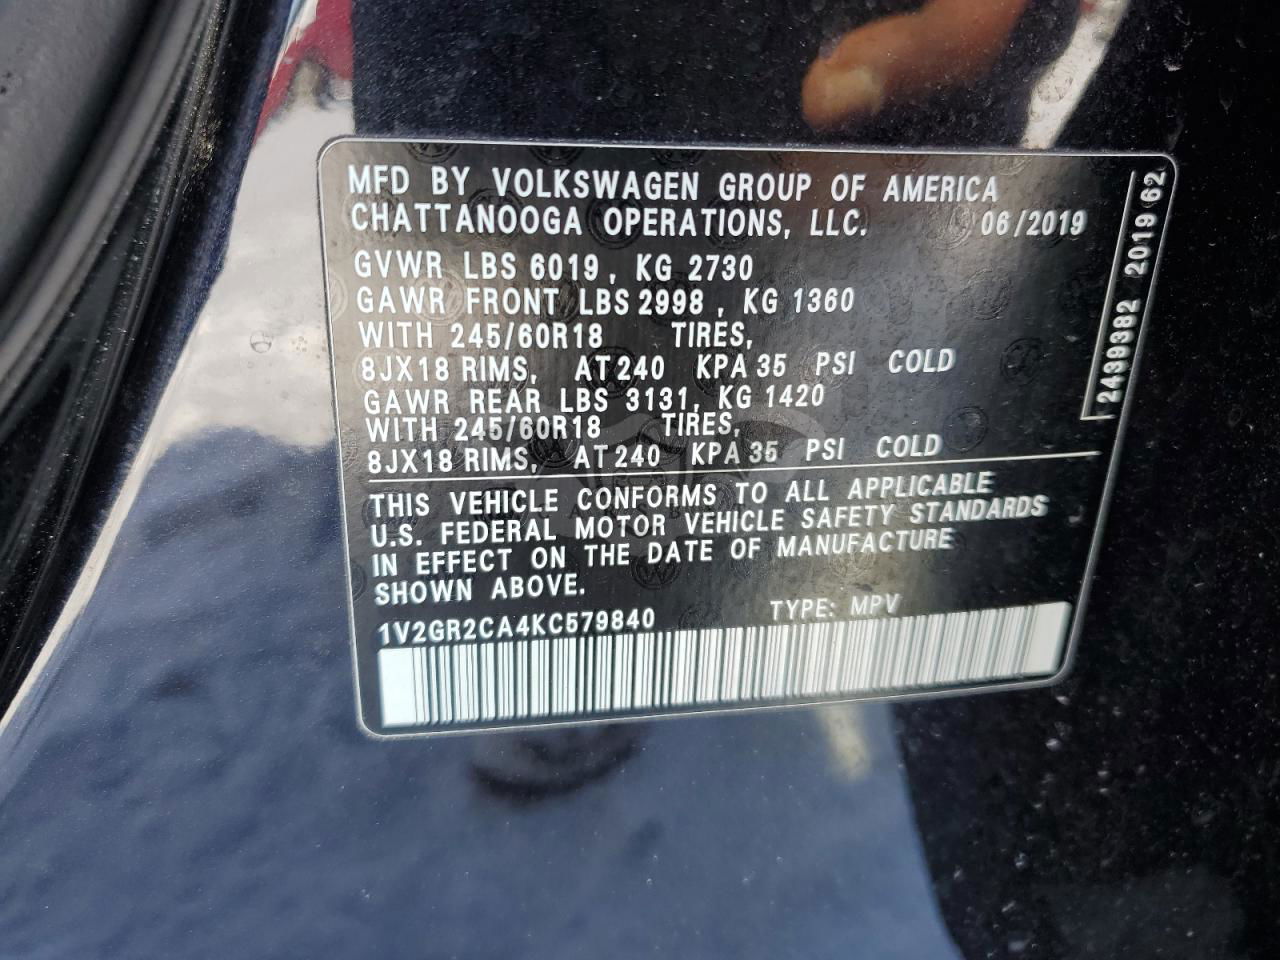 MFD BY VOLKSWAGEN GROUP OF AMERICA
CHATTANOOGA OPERATIONS, LLC. 06/2019
GVWR LBS 6019, KG 2730
GAWR FRONT LBS 2998, KG 1360
WITH 245/60R18 TIRES,
8JX18 RIMS, AT 240 KPA 35 PSI COLD
GAWR REAR LBS 3131, KG 1420
WITH 245/60R18 TIRES,
8JX18 RIMS, AT 240 KPA 35 PSI COLD
THIS VEHICLE CONFORMS TO ALL APPLICABLE
U.S. FEDERAL MOTOR VEHICLE SAFETY STANDARDS
IN EFFECT ON THE DATE OF MANUFACTURE
SHOWN ABOVE.
1V2GR2CA4KC579840 TYPE: MPV
2439382 2019 62